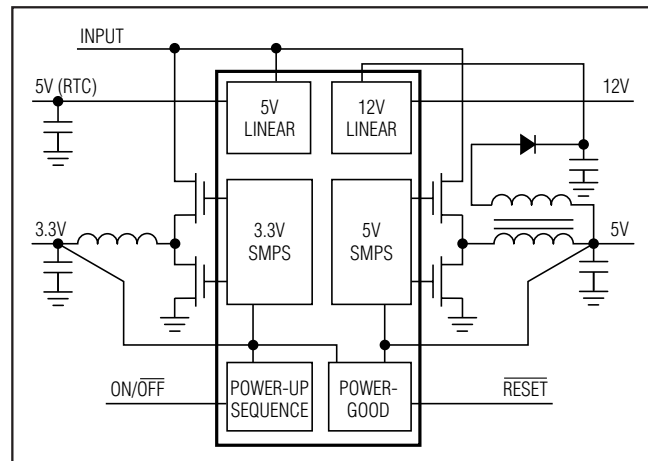 INPUT
5V (RTC)
5V
LINEAR
12V
LINEAR
12V
3.3V
3.3V
SMPS
5V
SMPS
5V
ON/OFF
POWER-UP
SEQUENCE
POWER-
GOOD
RESET